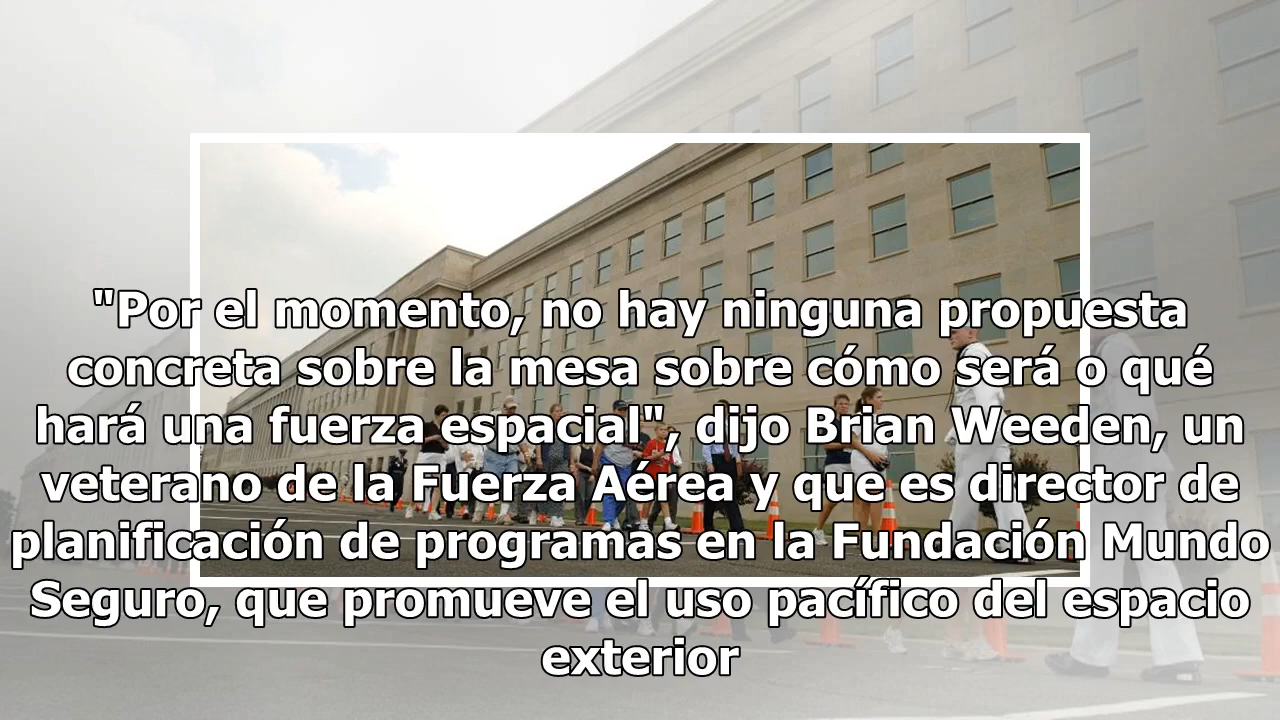 "Por el momento, no hay ninguna propuesta
concreta sobre la mesa sobre cómo será o qué
hará una fuerza espacial", dijo Brian Weeden, un
veterano de la Fuerza Aérea y que es director de
planificación de programas en la Fundación Mundo
Seguro, que promueve el uso pacífico del espacio
exterior